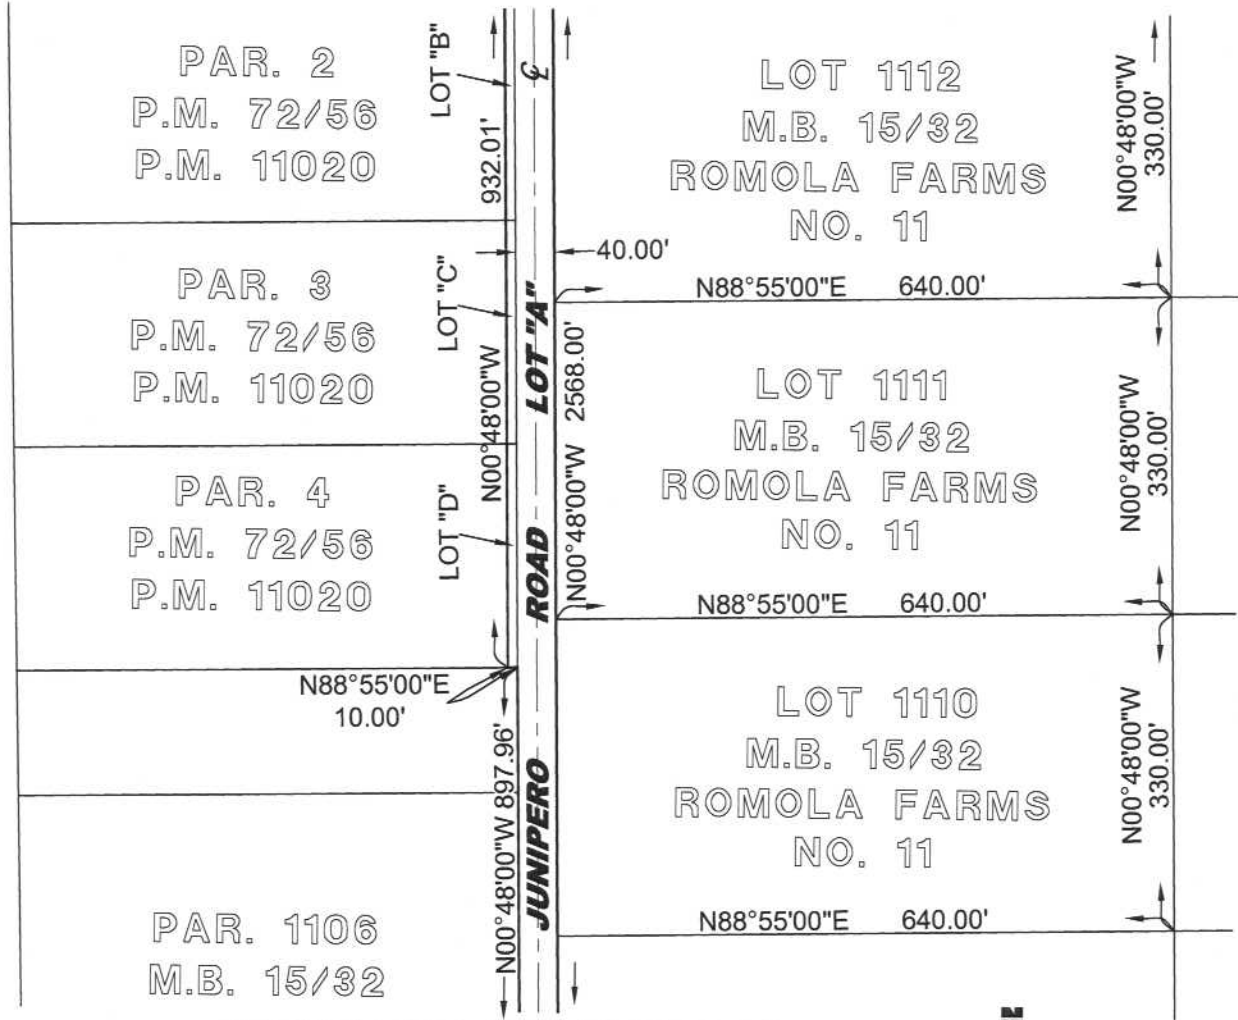 PAR. 2
P.M. 72/56
P.M. 11020
LOT "B"
932.01'
℄
LOT 1112
M.B. 15/32
ROMOLA FARMS
NO. 11
N00°48'00"W
330.00'
40.00'
N88°55'00"E 640.00'
PAR. 3
P.M. 72/56
P.M. 11020
LOT "C"
N00°48'00"W
JUNIPERO ROAD LOT "A"
N00°48'00"W 2568.00'
LOT 1111
M.B. 15/32
ROMOLA FARMS
NO. 11
N00°48'00"W
330.00'
N88°55'00"E 640.00'
PAR. 4
P.M. 72/56
P.M. 11020
LOT "D"
N88°55'00"E
10.00'
N00°48'00"W 897.96'
LOT 1110
M.B. 15/32
ROMOLA FARMS
NO. 11
N00°48'00"W
330.00'
N88°55'00"E 640.00'
PAR. 1106
M.B. 15/32